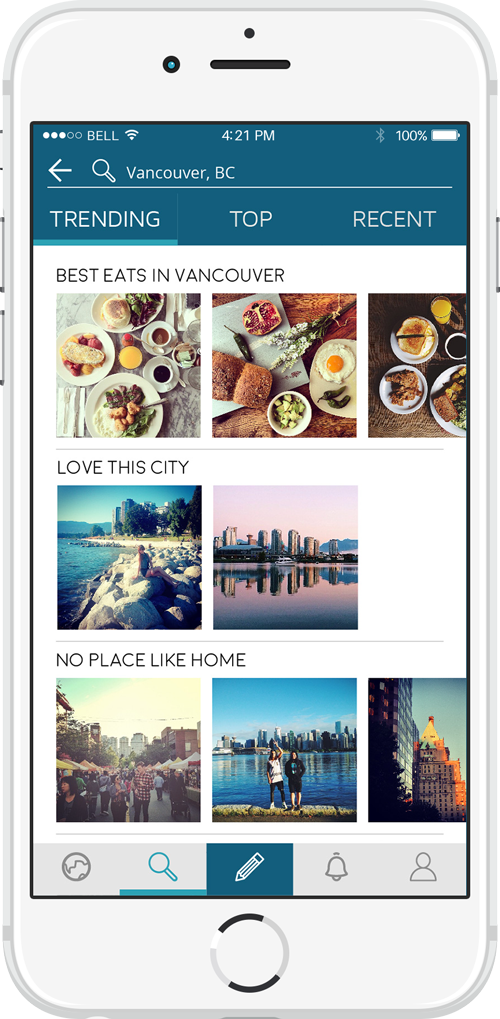 BELL 4:21 PM 100%
Vancouver, BC
TRENDING TOP RECENT
BEST EATS IN VANCOUVER
LOVE THIS CITY
NO PLACE LIKE HOME